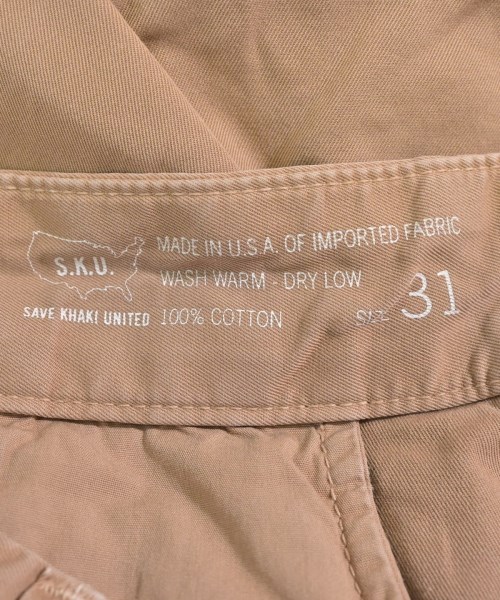 S.K.U.
SAVE KHAKI UNITED
MADE IN U.S.A. OF IMPORTED FABRIC
WASH WARM - DRY LOW
100% COTTON
SIZE 31